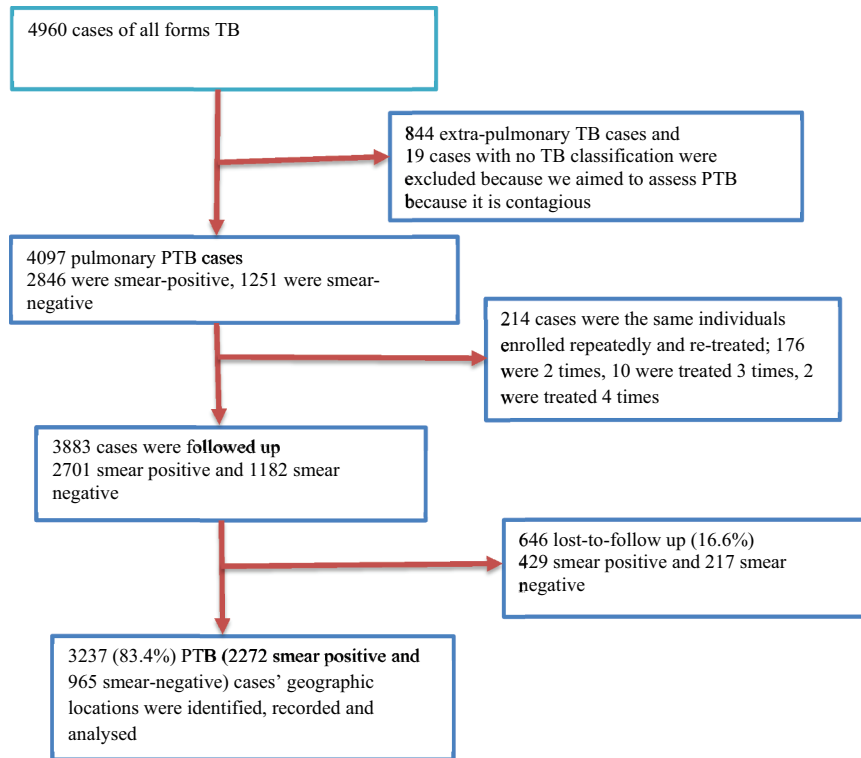 4960 cases of all forms TB
844 extra-pulmonary TB cases and
19 cases with no TB classification were
excluded because we aimed to assess PTB
because it is contagious
4097 pulmonary PTB cases
2846 were smear-positive, 1251 were smear-
negative
214 cases were the same individuals
enrolled repeatedly and re-treated; 176
were 2 times, 10 were treated 3 times, 2
were treated 4 times
3883 cases were followed up
2701 smear positive and 1182 smear
negative
646 lost-to-follow up (16.6%)
429 smear positive and 217 smear
negative
3237 (83.4%) PTB (2272 smear positive and
965 smear-negative) cases’ geographic
locations were identified, recorded and
analysed